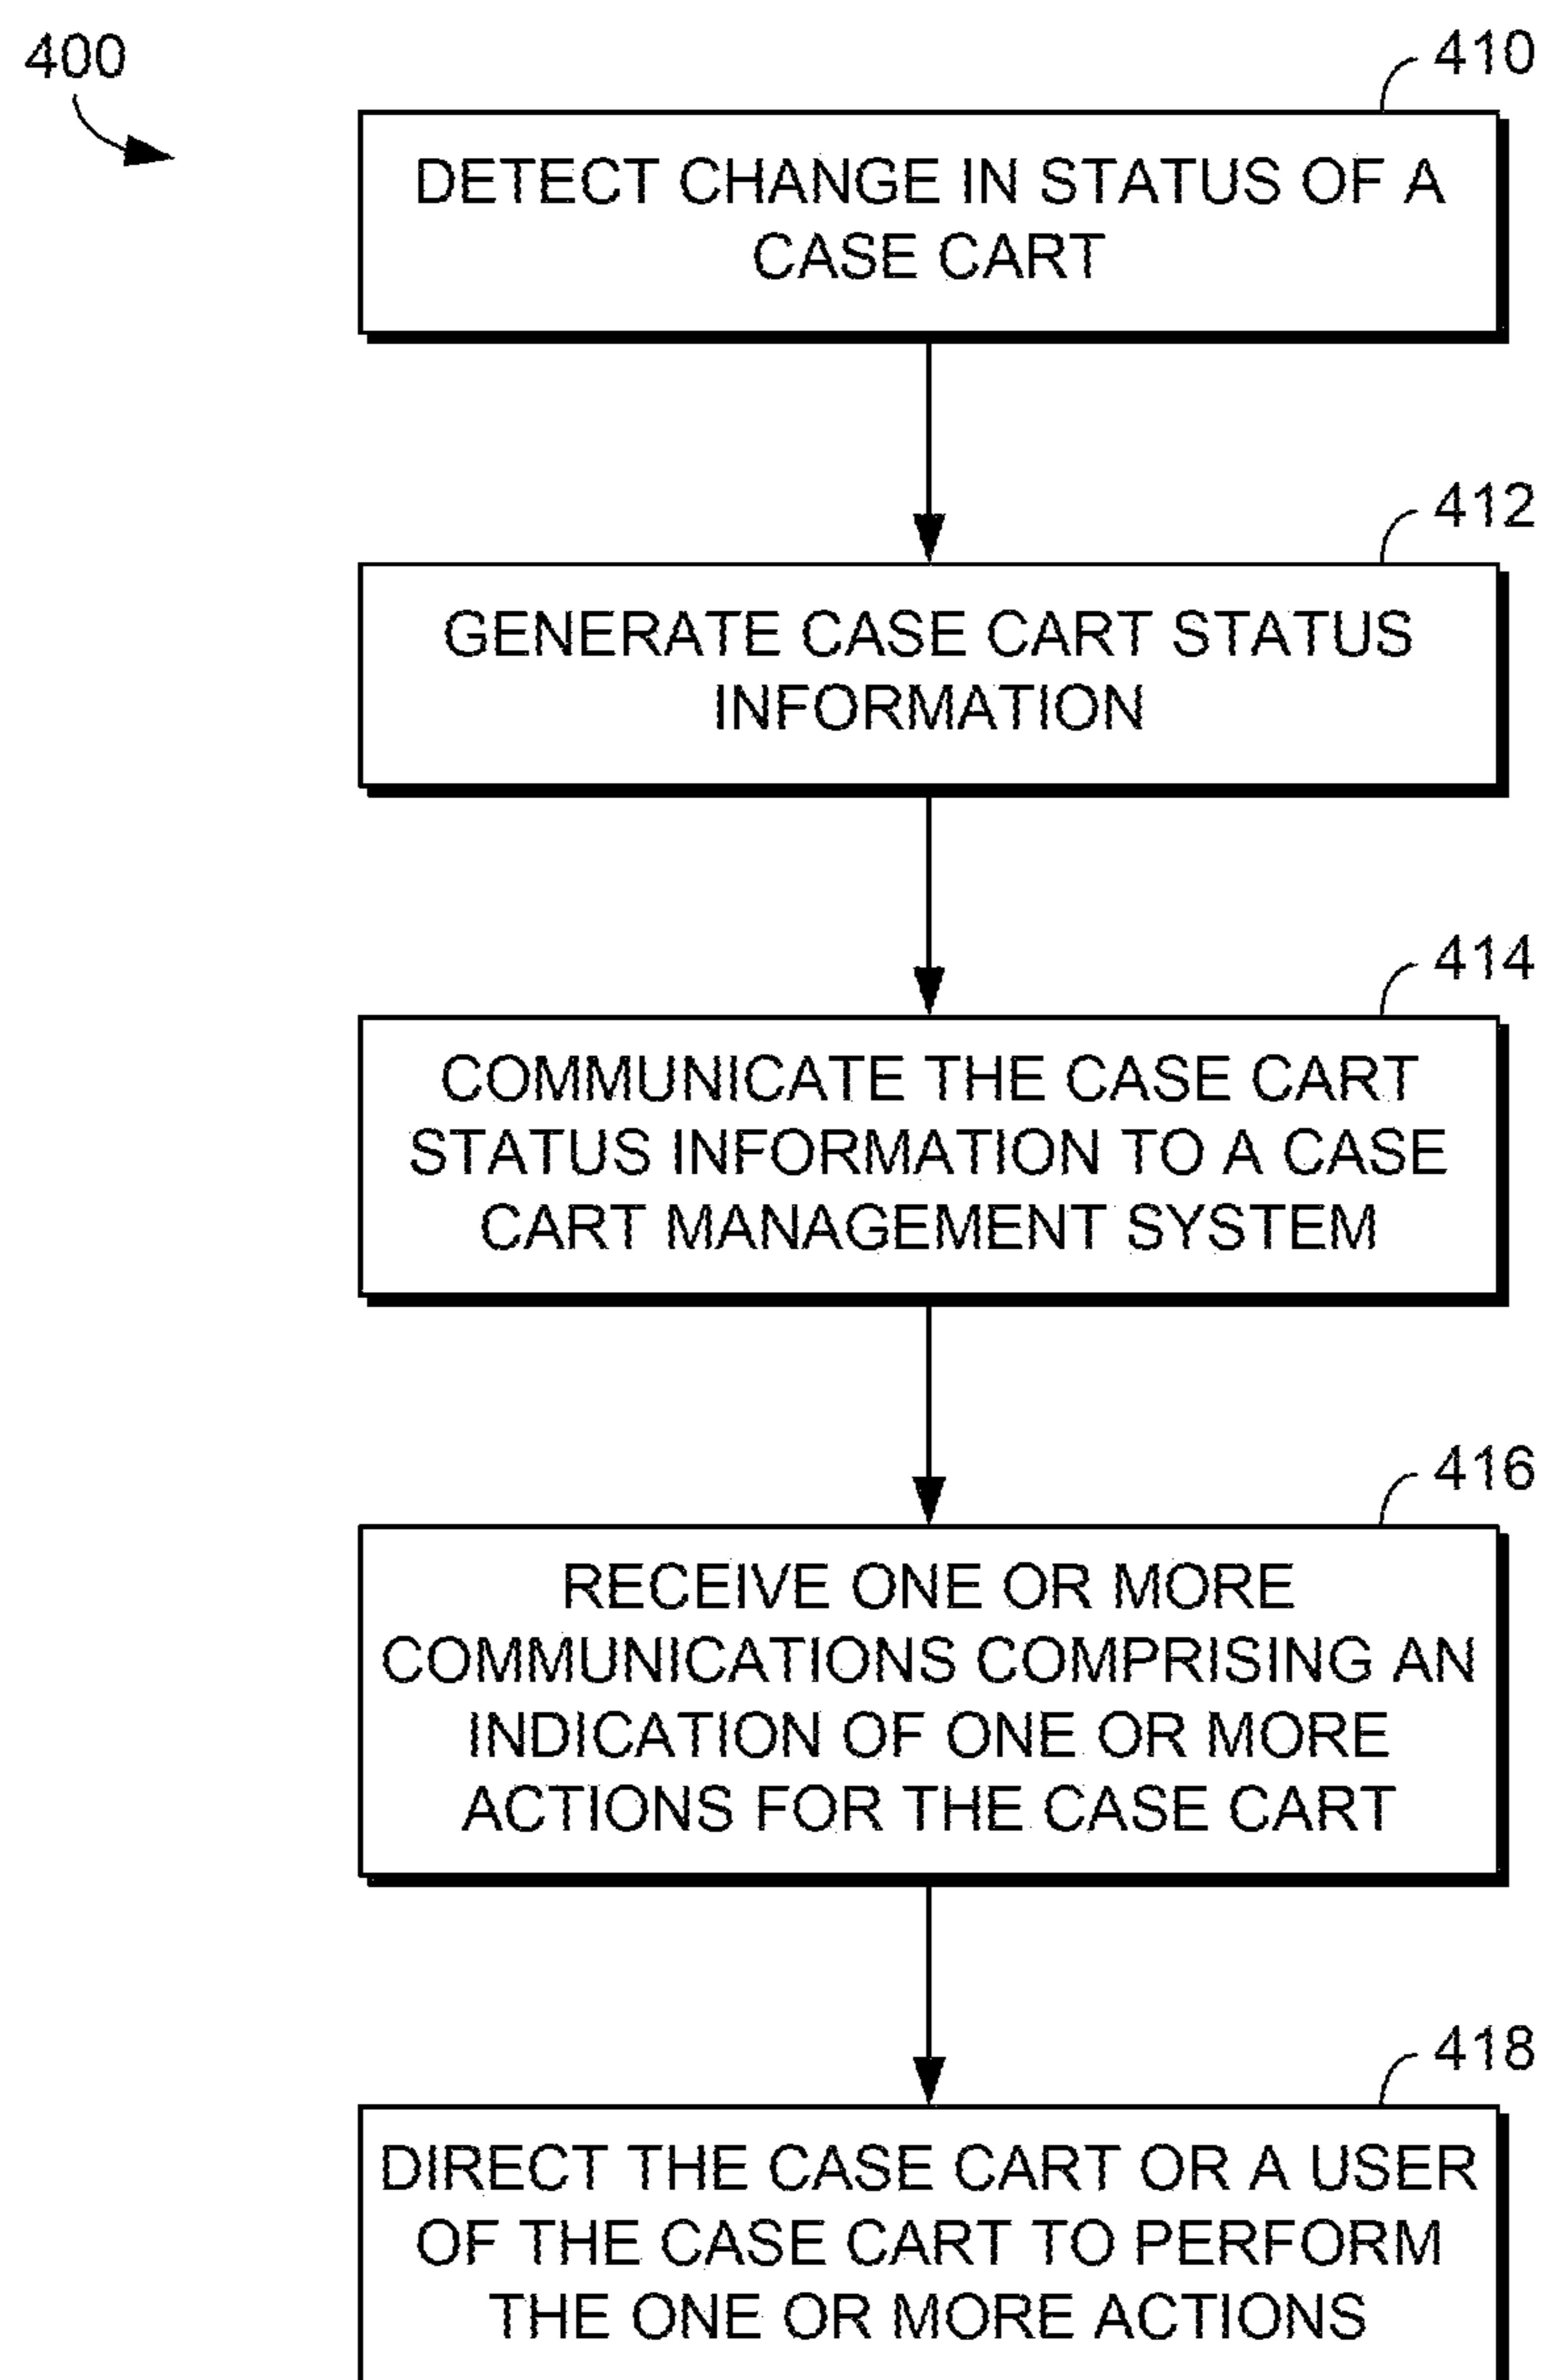 400
410
DETECT CHANGE IN STATUS OF A
CASE CART
412
GENERATE CASE CART STATUS
INFORMATION
414
COMMUNICATE THE CASE CART
STATUS INFORMATION TO A CASE
CART MANAGEMENT SYSTEM
416
RECEIVE ONE OR MORE
COMMUNICATIONS COMPRISING AN
INDICATION OF ONE OR MORE
ACTIONS FOR THE CASE CART
418
DIRECT THE CASE CART OR A USER
OF THE CASE CART TO PERFORM
THE ONE OR MORE ACTIONS